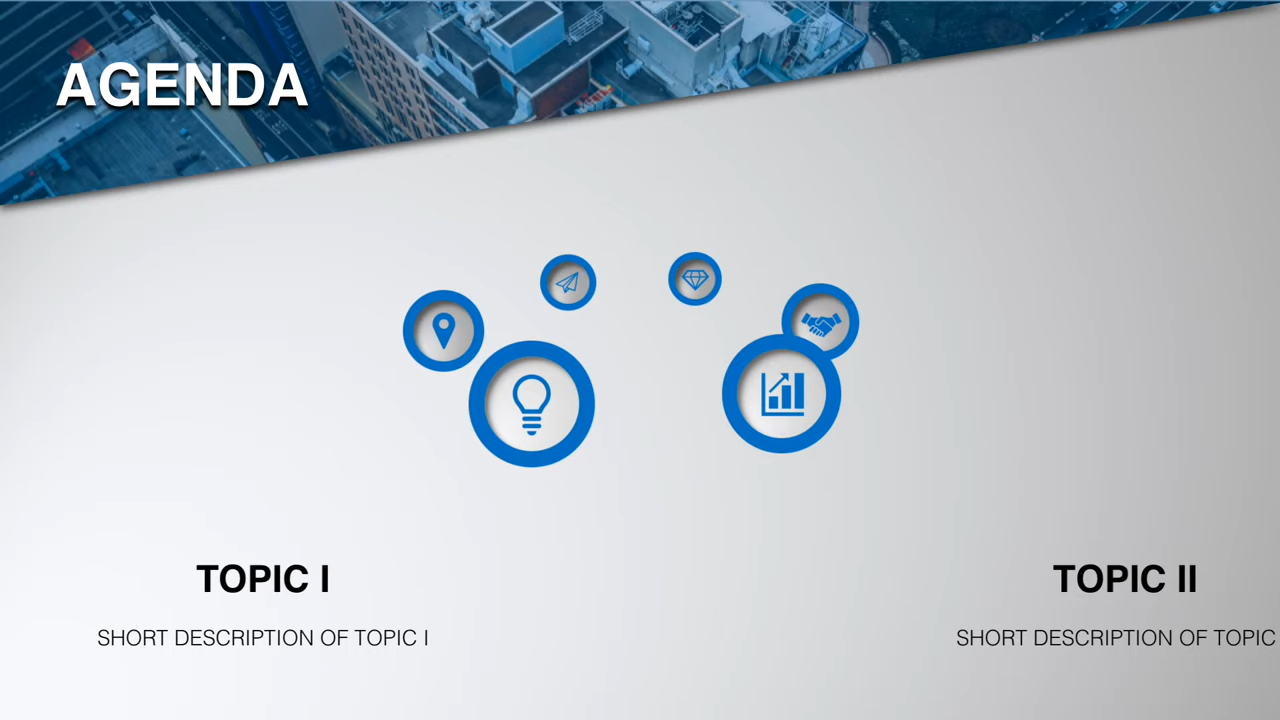 AGENDA
TOPIC I
SHORT DESCRIPTION OF TOPIC I
TOPIC II
SHORT DESCRIPTION OF TOPIC